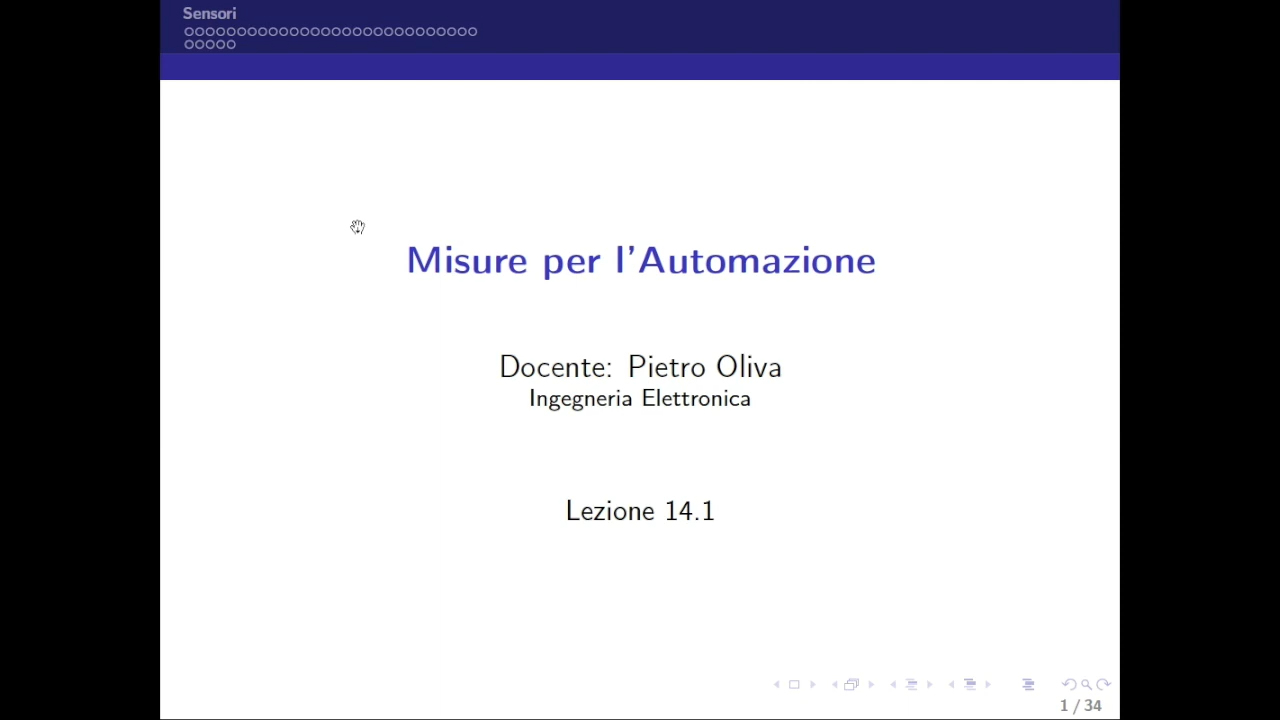 Sensori
Misure per l'Automazione
Docente: Pietro Oliva
Ingegneria Elettronica
Lezione 14.1
1 / 34